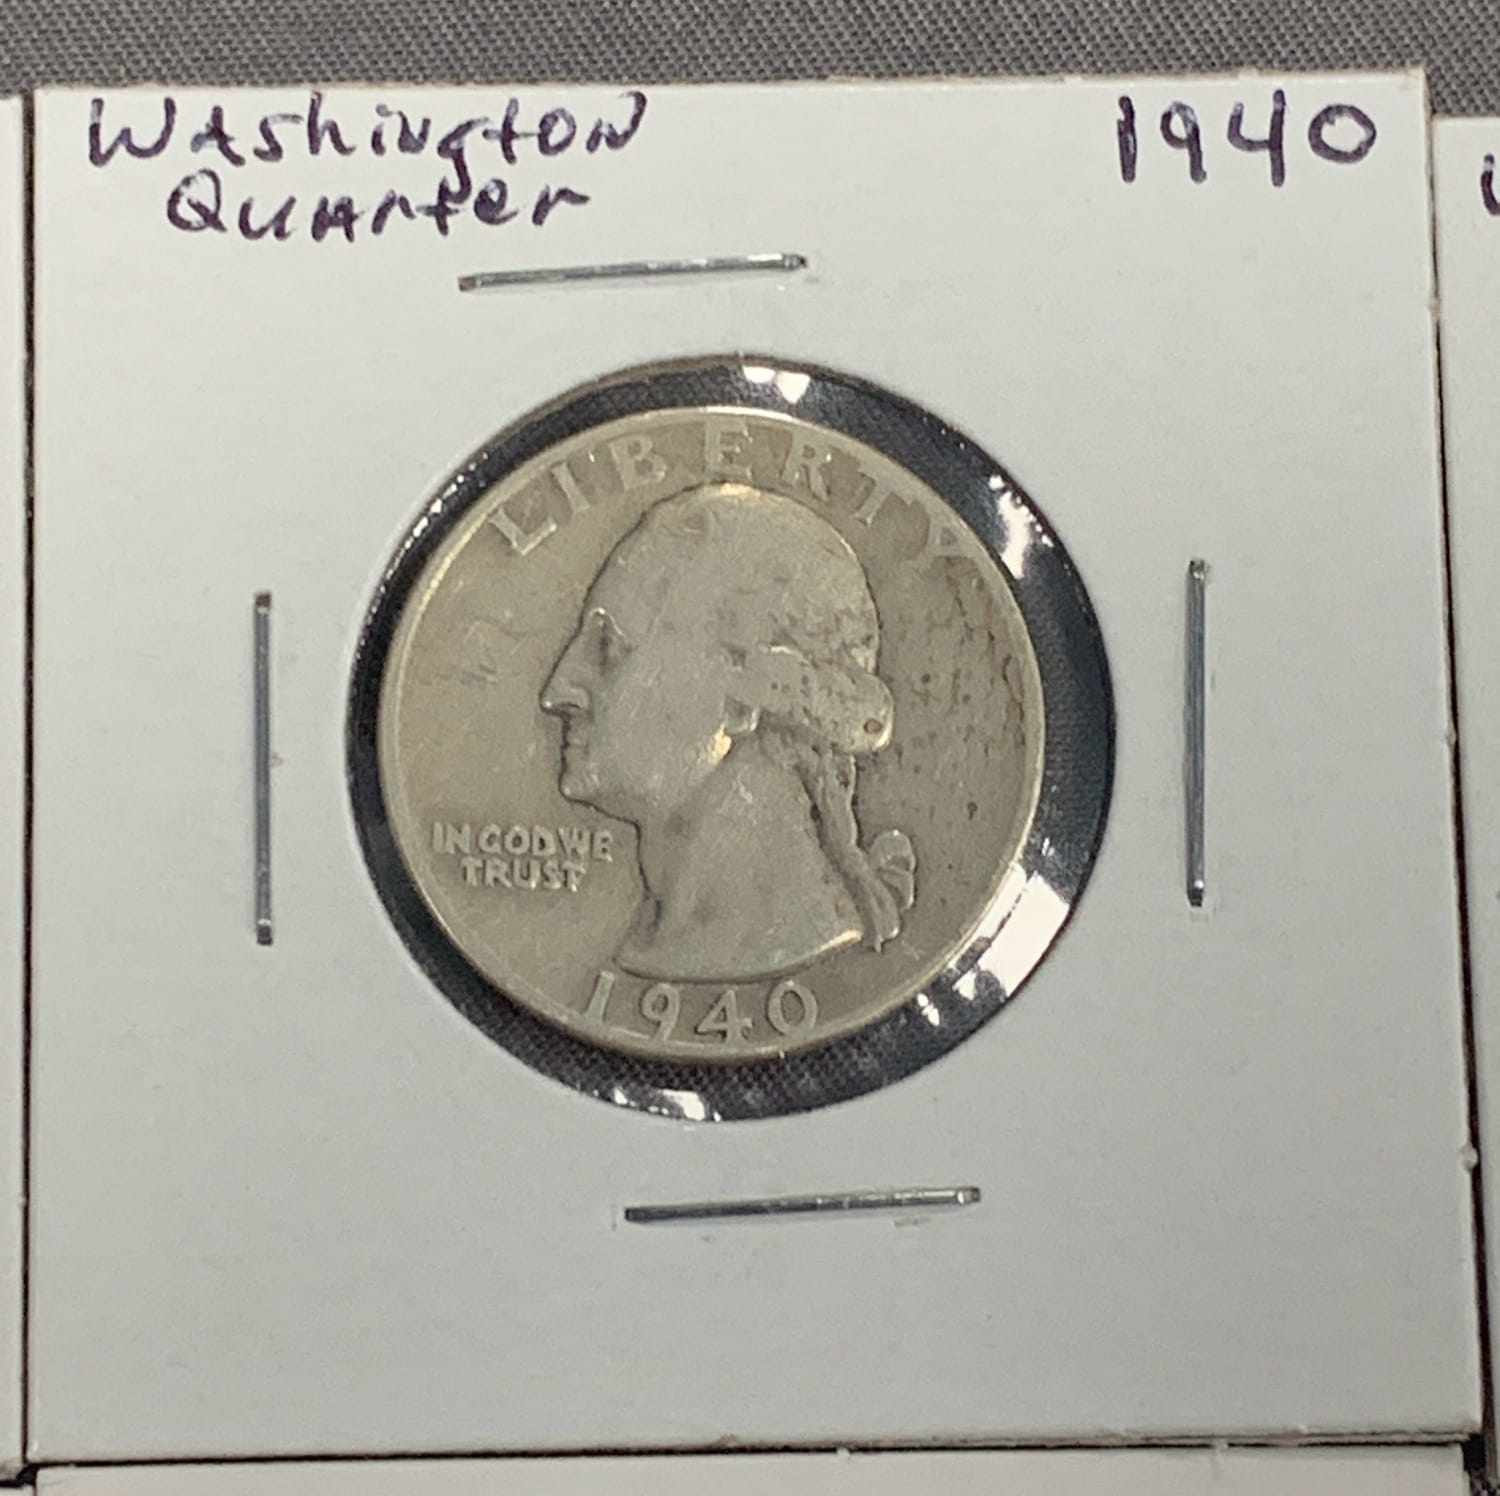 Washington
Quarter
1940
LIBERTY
IN GOD WE
TRUST
1940